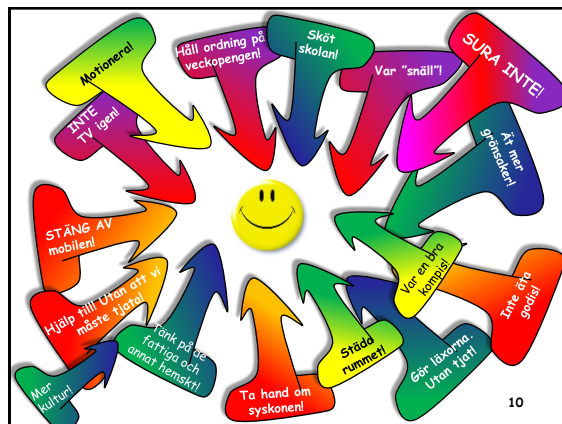 Motionera!
Håll ordning på
veckopengen!
Sköt
skolan!
Var "snäll"!
SURA INTE!
INTE
TV igen!
Ät mer
grönsaker!
STÄNG AV
mobilen!
Var en bra
kompis!
Inte äta
godis!
Hjälp till! Utan att vi
måste tjata!
Tänk på de
fattiga och
annat hemskt!
Mer
kultur!
Ta hand om
syskonen!
Städa
rummet!
Gör läxorna.
Utan tjat!
10